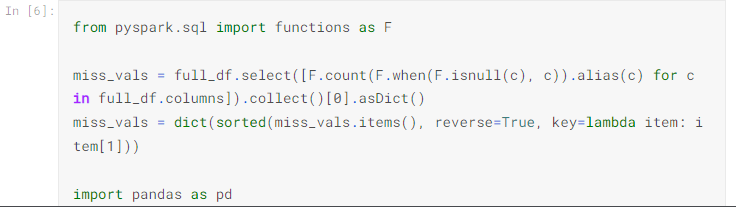 In [6]:
from pyspark.sql import functions as F
miss_vals = full_df.select([F.count(F.when(F.isnull(c), c)).alias(c) for c
in full_df.columns]).collect()[0].asDict()
miss_vals = dict(sorted(miss_vals.items(), reverse=True, key=lambda item: i
tem[1]))
import pandas as pd